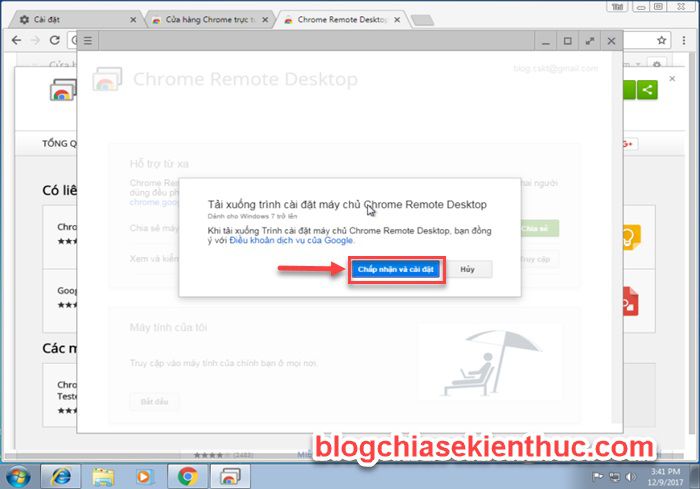 Cài đặt
Cửa hàng Chrome trực tu
Chrome Remote Desktop
Chrome Remote Desktop
blog.cskt@gmail.com
TỔNG QU
Có liê
Hỗ trợ từ xa
Chrome Rem
dùng đều ph
chrome.goog
Chia sẻ máy
Chia sẻ
Xem và kiểm
Truy cập
Tải xuống trình cài đặt máy chủ Chrome Remote Desktop
Dành cho Windows 7 trở lên
Khi tải xuống Trình cài đặt máy chủ Chrome Remote Desktop, bạn đồng
ý với Điều khoản dịch vụ của Google.
Chấp nhận và cài đặt
Hủy
Chro
Goog
Các m
Chro
Teste
Máy tính của tôi
Truy cập vào máy tính của chính bạn ở mọi nơi.
Bắt đầu
(2483)
blogchiasekienthuc.com
3:41 PM
12/9/2017